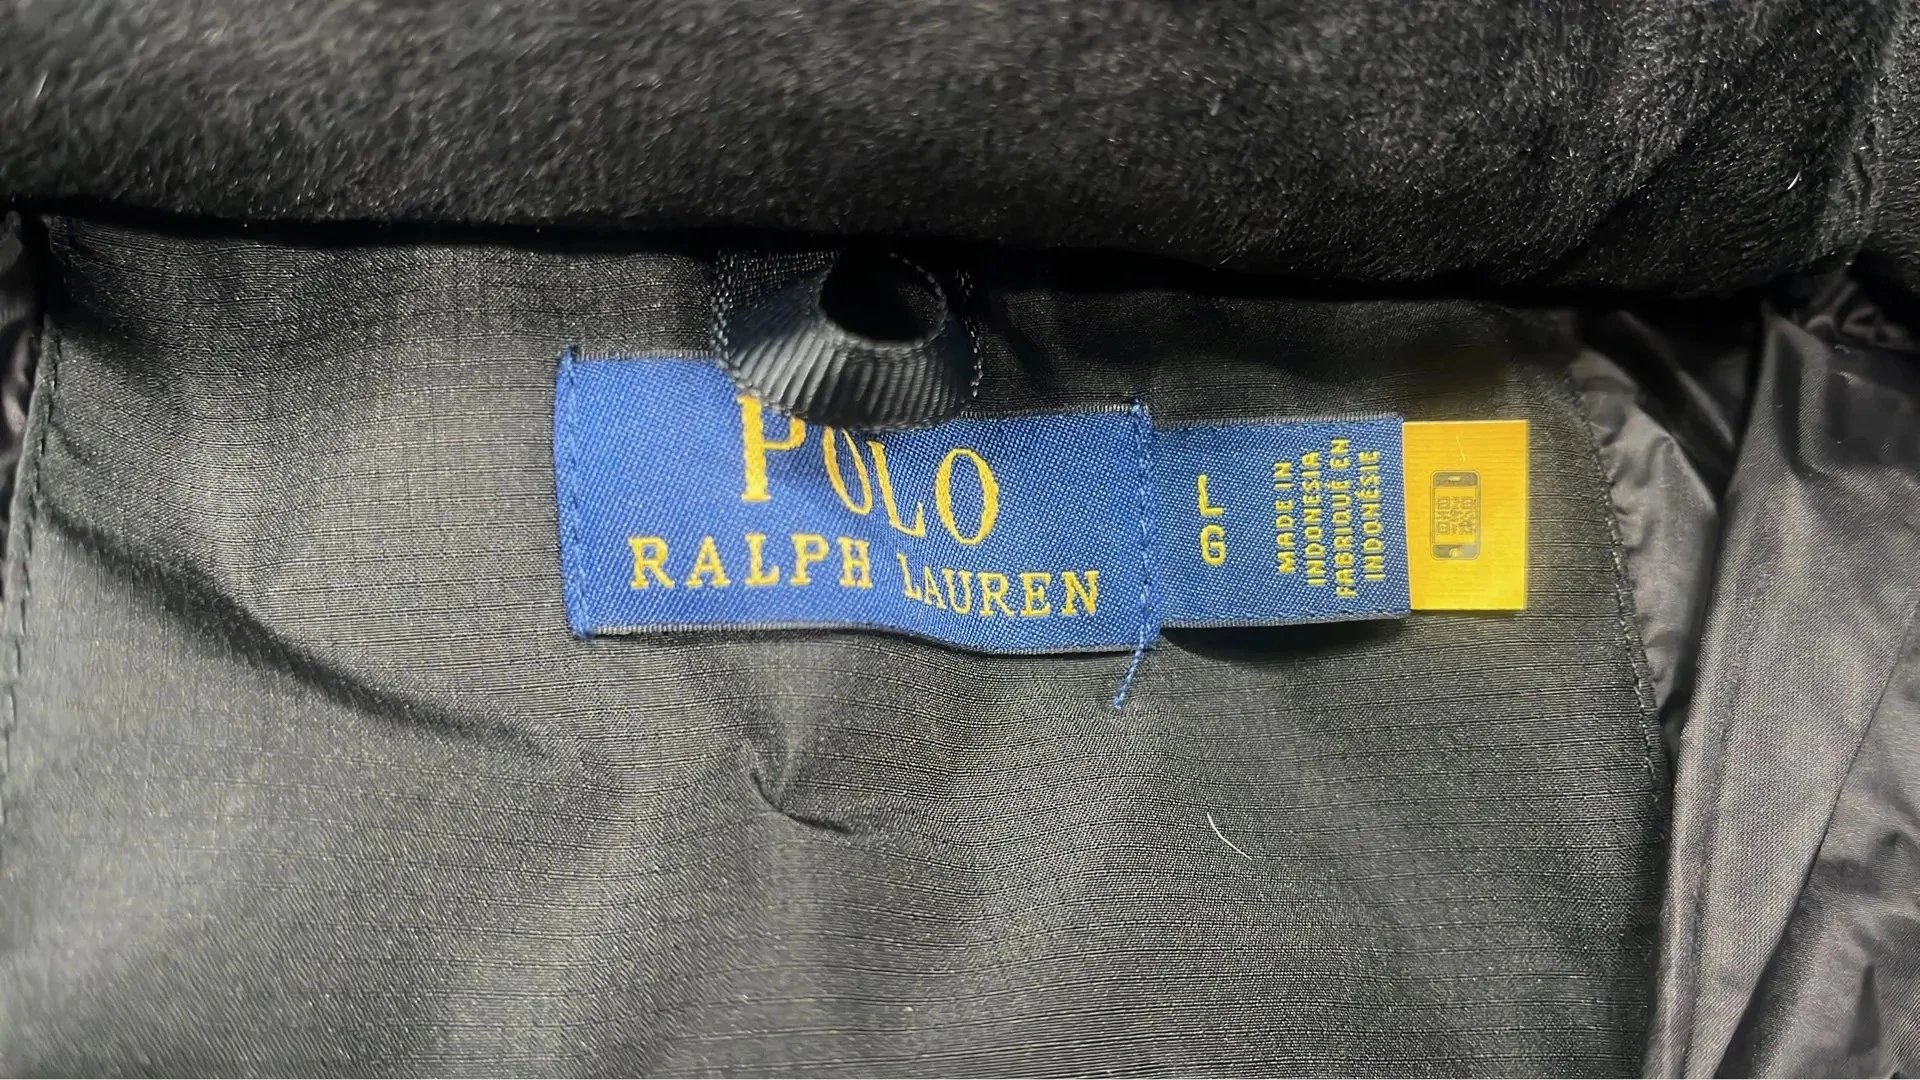 POLO
RALPH LAUREN
L
G
MADE IN
INDONESIA
FABRIQUÉ EN
INDONÉSIE